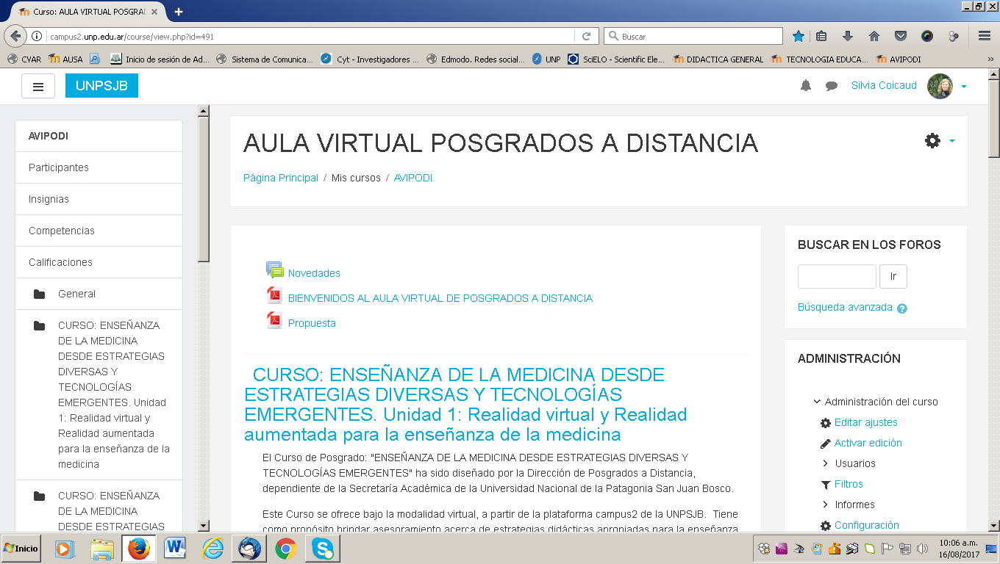 Curso: AULA VIRTUAL POSGRAD
campus2.unp.edu.ar/course/view.php?id=491
Buscar
CVAR
AUSA
Inicio de sesión de Ad...
Sistema de Comunica...
Cyt - Investigadores ...
Edmodo. Redes social...
UNP
SciELO - Scientific Ele...
DIDACTICA GENERAL
TECNOLOGIA EDUCA...
AVIPODI
UNPSJB
Silvia Coicaud
AVIPODI
Participantes
Insignias
Competencias
Calificaciones
General
CURSO: ENSEÑANZA
DE LA MEDICINA
DESDE ESTRATEGIAS
DIVERSAS Y
TECNOLOGÍAS
EMERGENTES. Unidad
1: Realidad virtual y
Realidad aumentada
para la enseñanza de la
medicina
CURSO: ENSEÑANZA
DE LA MEDICINA
DESDE ESTRATEGIAS
AULA VIRTUAL POSGRADOS A DISTANCIA
Página Principal / Mis cursos / AVIPODI
Novedades
BIENVENIDOS AL AULA VIRTUAL DE POSGRADOS A DISTANCIA
Propuesta
CURSO: ENSEÑANZA DE LA MEDICINA DESDE
ESTRATEGIAS DIVERSAS Y TECNOLOGÍAS
EMERGENTES. Unidad 1: Realidad virtual y Realidad
aumentada para la enseñanza de la medicina
El Curso de Posgrado: "ENSEÑANZA DE LA MEDICINA DESDE ESTRATEGIAS DIVERSAS Y
TECNOLOGÍAS EMERGENTES" ha sido diseñado por la Dirección de Posgrados a Distancia,
dependiente de la Secretaría Académica de la Universidad Nacional de la Patagonia San Juan Bosco.
Este Curso se ofrece bajo la modalidad virtual, a partir de la plataforma campus2 de la UNPSJB. Tiene
como propósito brindar asesoramiento acerca de estrategias didácticas apropiadas para la enseñanza
BUSCAR EN LOS FOROS
Ir
Búsqueda avanzada
ADMINISTRACIÓN
Administración del curso
Editar ajustes
Activar edición
Usuarios
Filtros
Informes
Configuración
Inicio
10:06 a.m.
16/08/2017